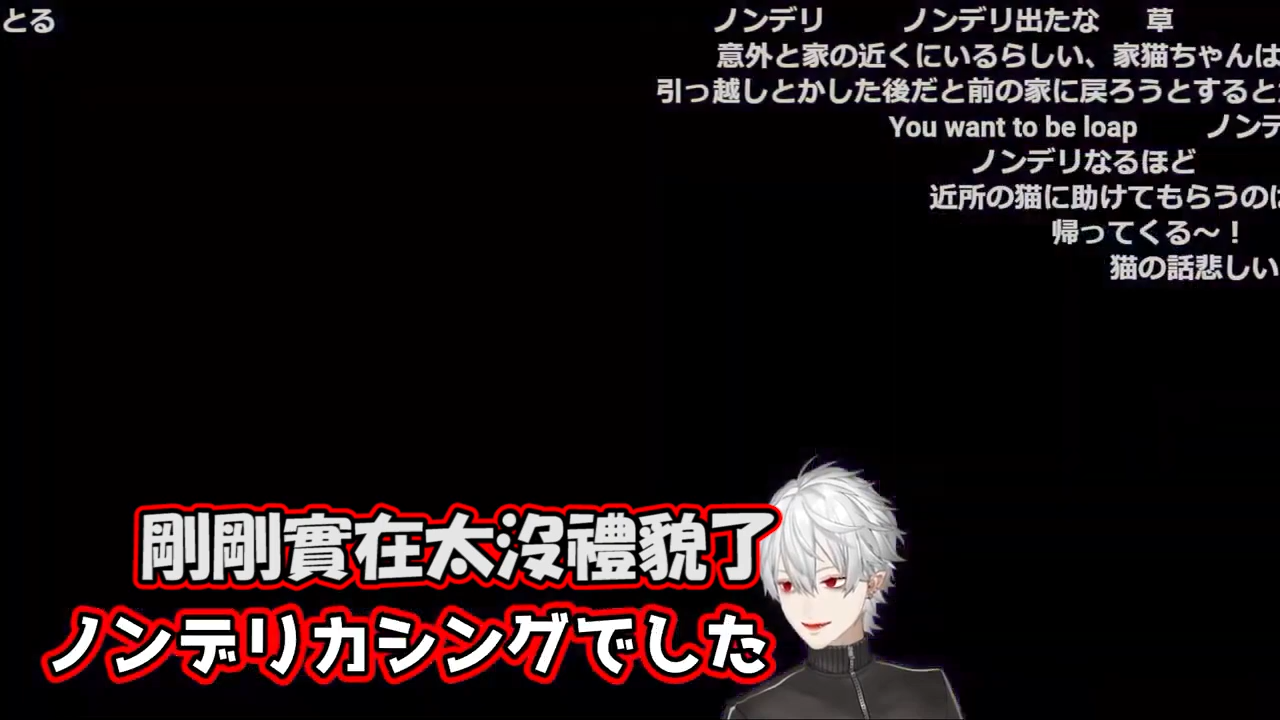 とる
ノンデリ ノンデリ出たな 草
意外と家の近くにいるらしい、家猫ちゃんは
引っ越しとかした後だと前の家に戻ろうとすると
You want to be loap ノンデ
ノンデリなるほど
近所の猫に助けてもらうのは
帰ってくる〜！
猫の話悲しい
剛剛實在太沒禮貌了
ノンデリカシングでした